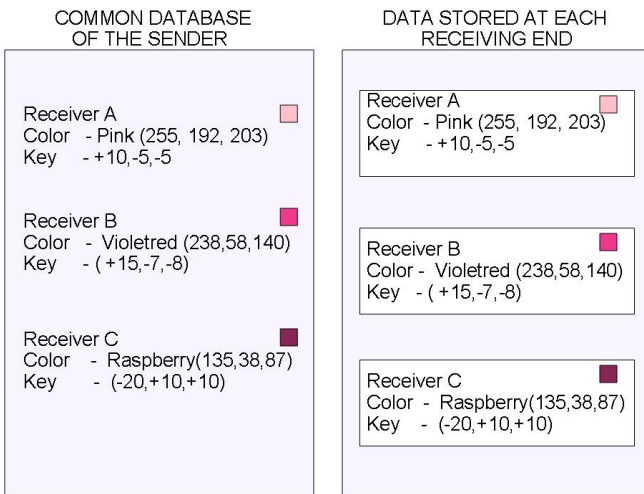 COMMON DATABASE
OF THE SENDER
Receiver A
Color - Pink (255, 192, 203)
Key - +10,-5,-5
Receiver B
Color - Violetred (238,58,140)
Key - ( +15,-7,-8)
Receiver C
Color - Raspberry(135,38,87)
Key - (-20,+10,+10)
DATA STORED AT EACH
RECEIVING END
Receiver A
Color - Pink (255, 192, 203)
Key - +10,-5,-5
Receiver B
Color - Violetred (238,58,140)
Key - ( +15,-7,-8)
Receiver C
Color - Raspberry(135,38,87)
Key - (-20,+10,+10)